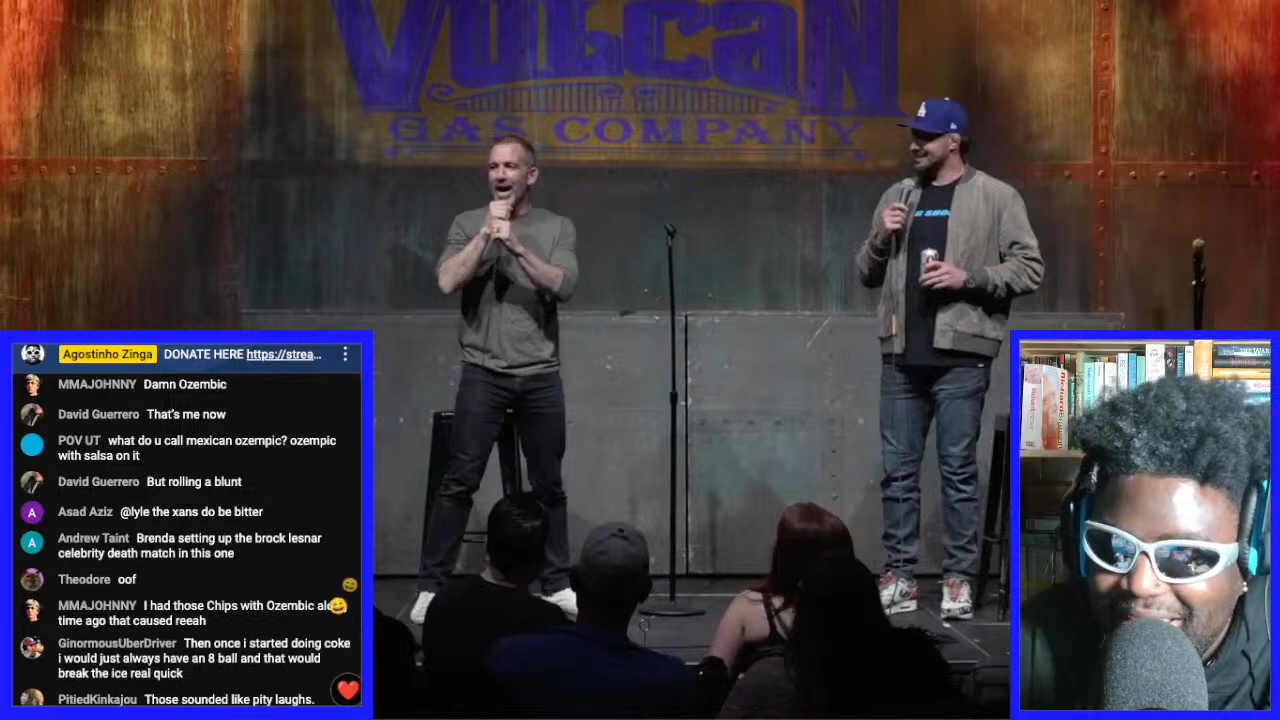 VULCAN
GAS COMPANY
LA
Agostinho Zinga DONATE HERE https://strea...
MMAJOHNNY Damn Ozembic
David Guerrero That's me now
POV UT what do u call mexican ozempic? ozempic
with salsa on it
David Guerrero But rolling a blunt
A Asad Aziz @lyle the xans do be bitter
A Andrew Taint Brenda setting up the brock lesnar
celebrity death match in this one
Theodore oof
MMAJOHNNY I had those Chips with Ozembic
time ago that caused reeah
GinormousUberDriver Then once i started doing coke
i would just always have an 8 ball and that would
break the ice real quick
PitiedKinkajou Those sounded like pity laughs.